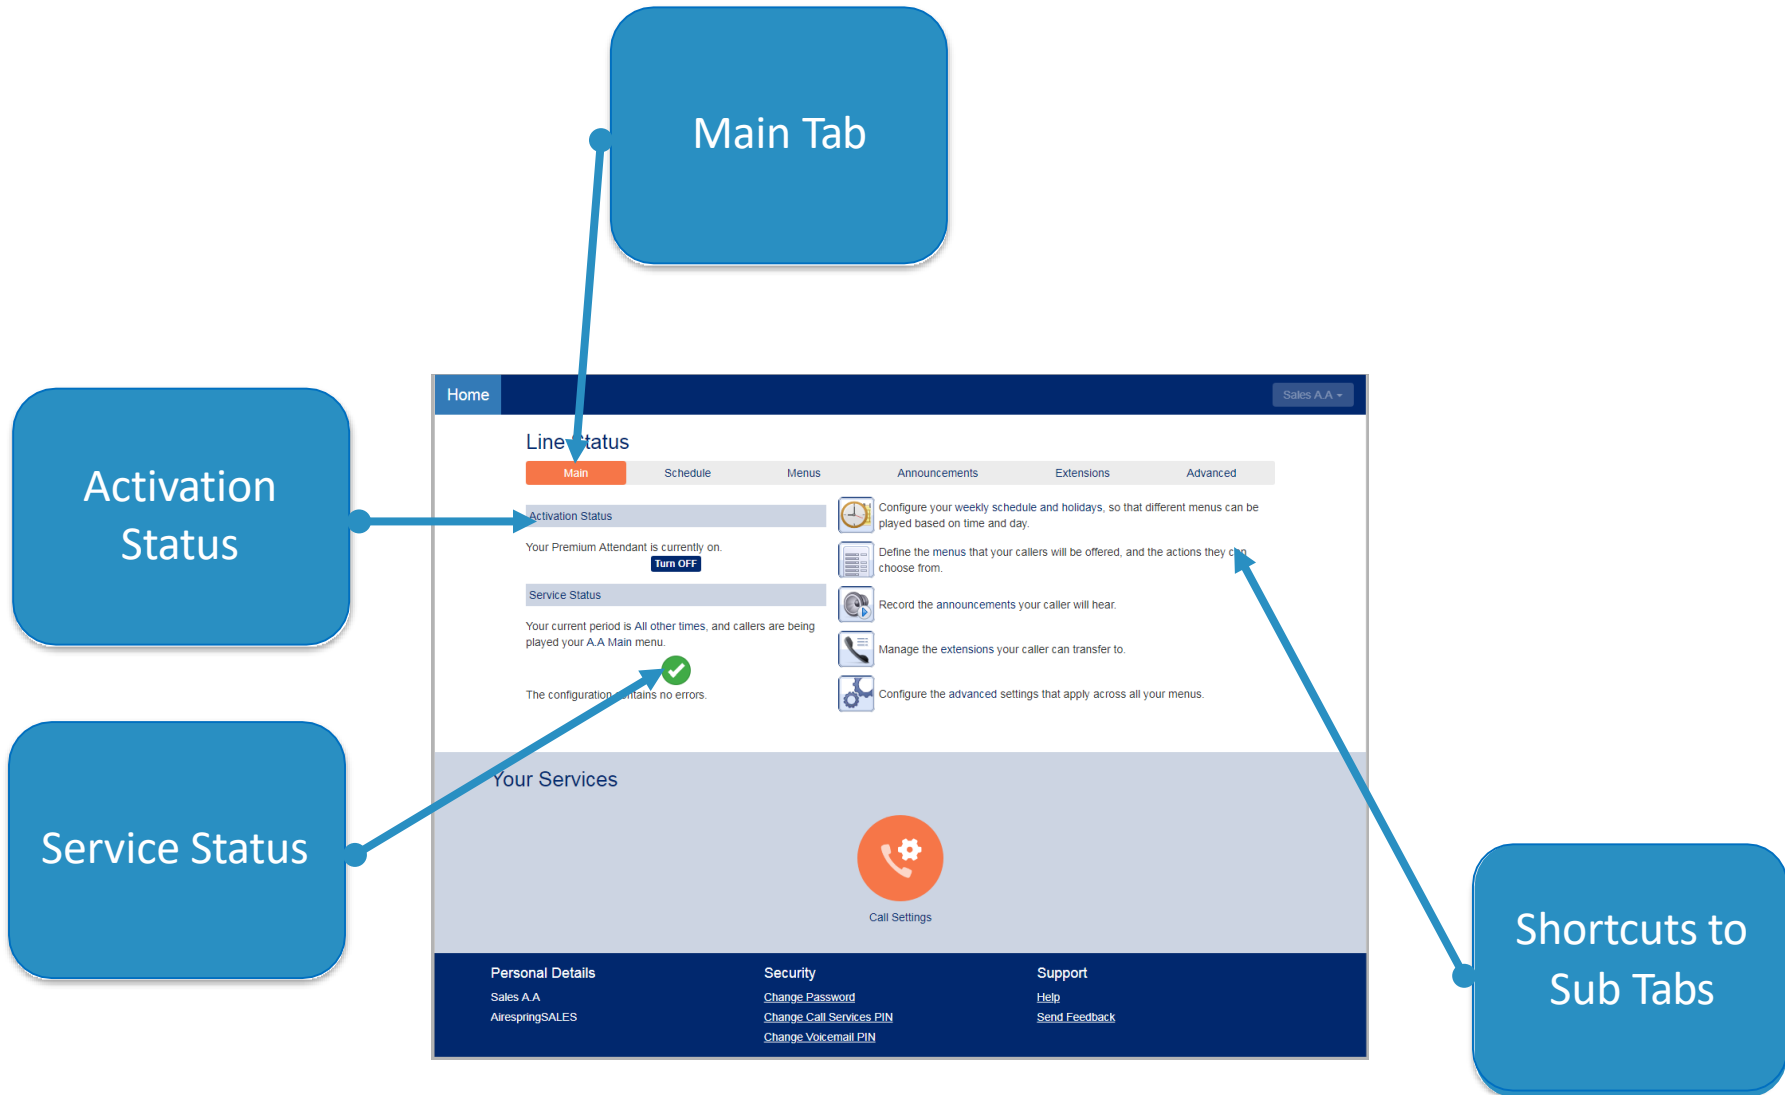 Main Tab
Activation
Status
Service Status
Shortcuts to
Sub Tabs
Home
Sales A.A
Line Status
Main
Schedule
Menus
Announcements
Extensions
Advanced
Activation Status
Your Premium Attendant is currently on.
Turn OFF
Service Status
Your current period is All other times, and callers are being
played your A.A Main menu.
The configuration contains no errors.
Configure your weekly schedule and holidays, so that different menus can be
played based on time and day.
Define the menus that your callers will be offered, and the actions they can
choose from.
Record the announcements your caller will hear.
Manage the extensions your caller can transfer to.
Configure the advanced settings that apply across all your menus.
Your Services
Call Settings
Personal Details
Sales A.A
AirespringSALES
Security
Change Password
Change Call Services PIN
Change Voicemail PIN
Support
Help
Send Feedback